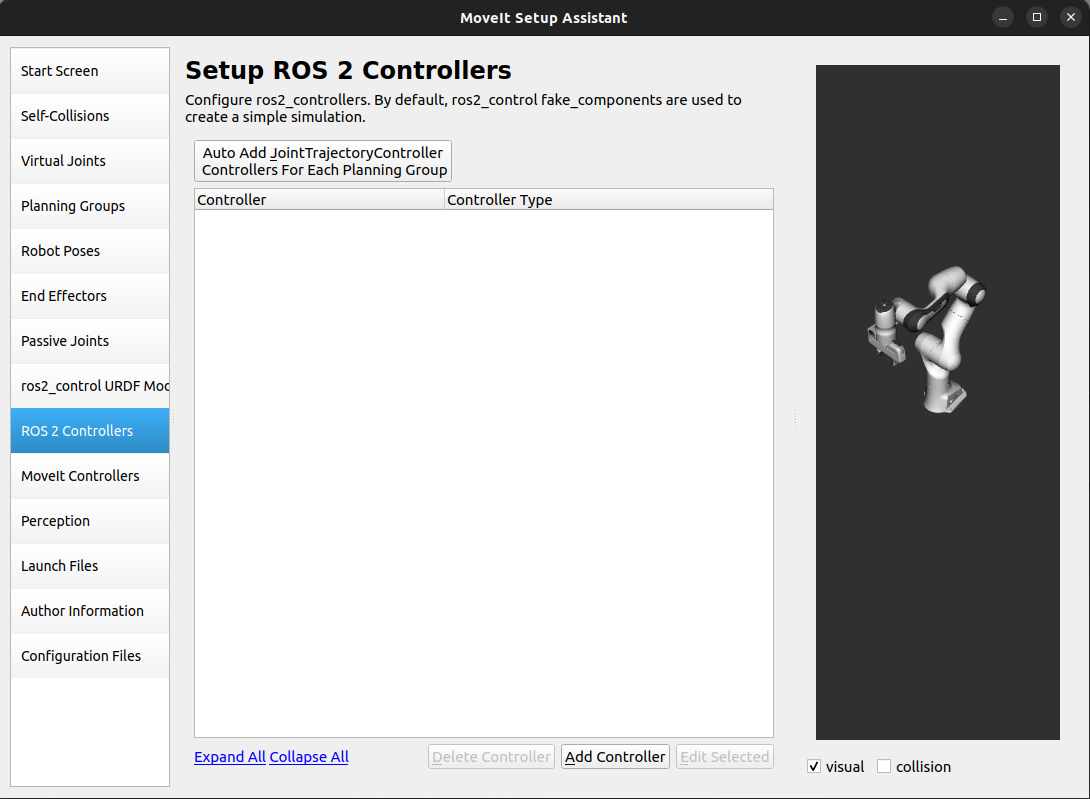 MoveIt Setup Assistant
Start Screen
Self-Collisions
Virtual Joints
Planning Groups
Robot Poses
End Effectors
Passive Joints
ros2_control URDF Mod
ROS 2 Controllers
MoveIt Controllers
Perception
Launch Files
Author Information
Configuration Files
Setup ROS 2 Controllers
Configure ros2_controllers. By default, ros2_control fake_components are used to
create a simple simulation.
Auto Add JointTrajectoryController
Controllers For Each Planning Group
Controller Controller Type
Expand All Collapse All Delete Controller Add Controller Edit Selected
visual collision